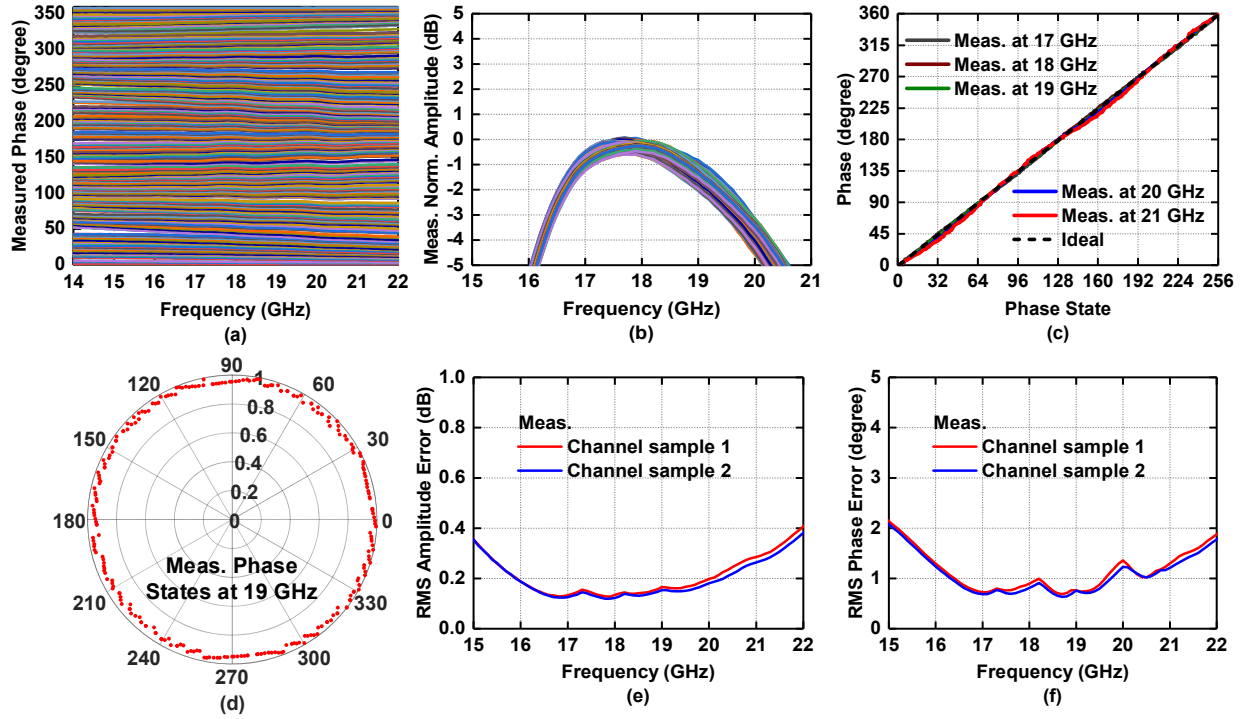 Measured Phase (degree)
350
300
250
200
150
100
50
0
14 15 16 17 18 19 20 21 22
Frequency (GHz)
(a)
Meas. Norm. Amplitude (dB)
5
4
3
2
1
0
-1
-2
-3
-4
-5
15 16 17 18 19 20 21
Frequency (GHz)
(b)
Phase (degree)
360
315
270
225
180
135
90
45
0
Meas. at 17 GHz
Meas. at 18 GHz
Meas. at 19 GHz
Meas. at 20 GHz
Meas. at 21 GHz
Ideal
0 32 64 96 128 160 192 224 256
Phase State
(c)
90
120 1 60
0.8
150 0.6 30
0.4
0.2
180 0 0
Meas. Phase
States at 19 GHz
210 330
240 300
270
(d)
RMS Amplitude Error (dB)
1.0
0.8
0.6
0.4
0.2
0.0
Meas.
Channel sample 1
Channel sample 2
15 16 17 18 19 20 21 22
Frequency (GHz)
(e)
RMS Phase Error (degree)
5
4
3
2
1
0
Meas.
Channel sample 1
Channel sample 2
15 16 17 18 19 20 21 22
Frequency (GHz)
(f)